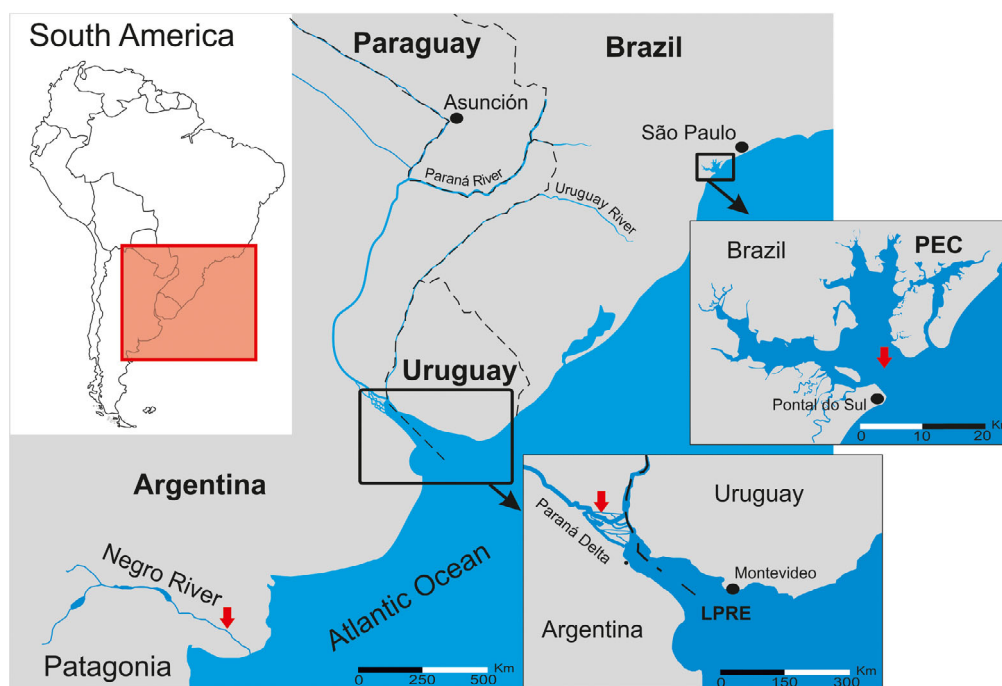 South America
Paraguay
Brazil
Asunción
São Paulo
Paraná River
Uruguay River
Brazil
PEC
Pontal do Sul
0 10 20
Km
Uruguay
Argentina
Negro River
Patagonia
Atlantic Ocean
Km
0 250 500
Uruguay
Paraná Delta
Montevideo
LPRE
Argentina
Km
0 150 300